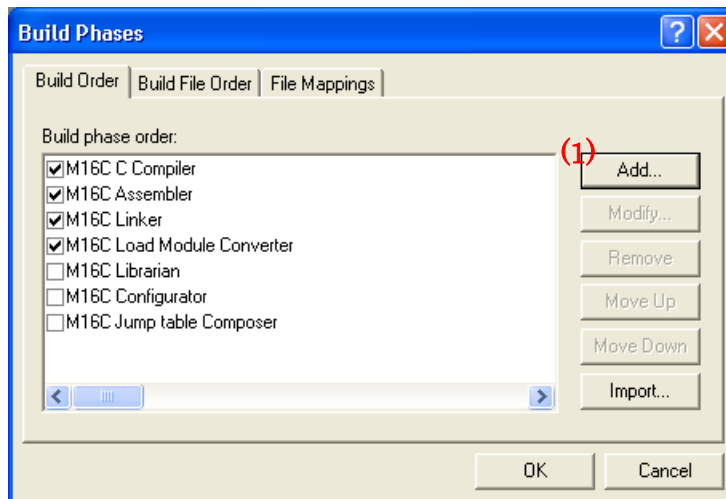 Build Phases
Build Order Build File Order File Mappings
Build phase order:
(1)
M16C C Compiler
M16C Assembler
M16C Linker
M16C Load Module Converter
M16C Librarian
M16C Configurator
M16C Jump table Composer
Add...
Modify...
Remove
Move Up
Move Down
Import...
OK Cancel